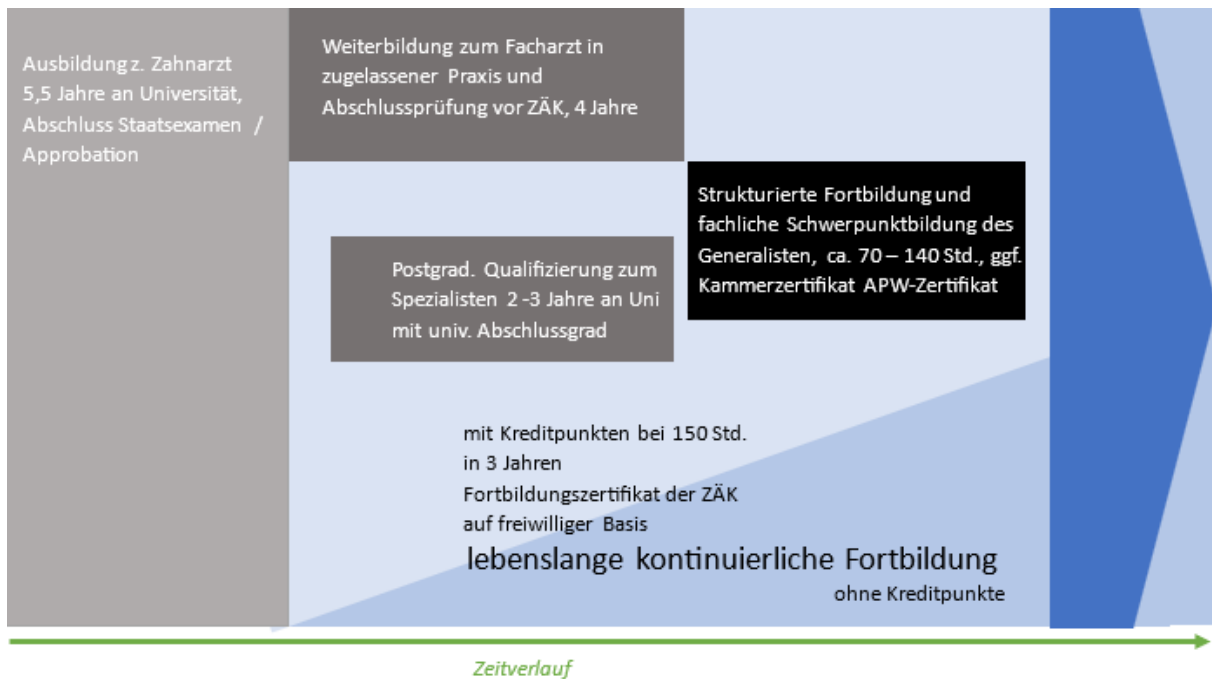 Ausbildung z. Zahnarzt
5,5 Jahre an Universität,
Abschluss Staatsexamen /
Approbation
Weiterbildung zum Facharzt in
zugelassener Praxis und
Abschlussprüfung vor ZÄK, 4 Jahre
Strukturierte Fortbildung und
fachliche Schwerpunktbildung des
Generalisten, ca. 70 – 140 Std., ggf.
Kammerzertifikat APW-Zertifikat
Postgrad. Qualifizierung zum
Spezialisten 2 -3 Jahre an Uni
mit univ. Abschlussgrad
mit Kreditpunkten bei 150 Std.
in 3 Jahren
Fortbildungszertifikat der ZÄK
auf freiwilliger Basis
lebenslange kontinuierliche Fortbildung
ohne Kreditpunkte
Zeitverlauf